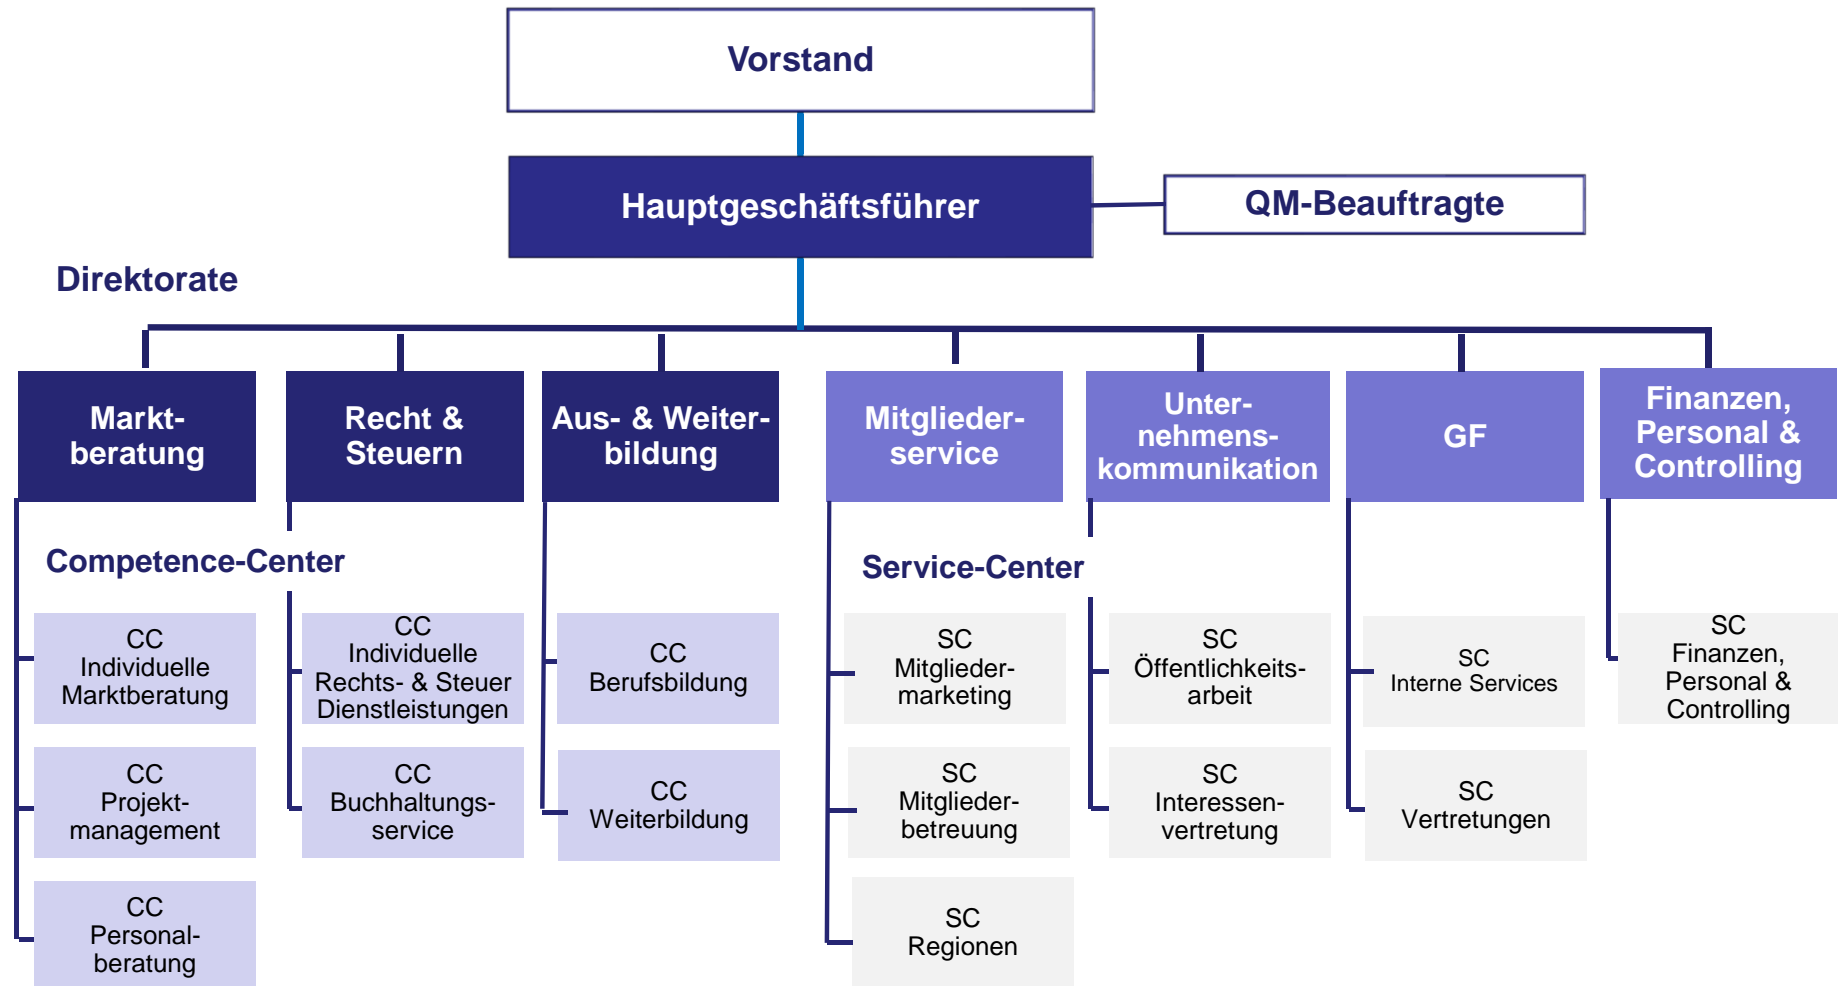 Vorstand
Hauptgeschäftsführer
QM-Beauftragte
Direktorate
Markt-
beratung
Recht &
Steuern
Aus- & Weiter-
bildung
Mitglieder-
service
Unter-
nehmens-
kommunikation
GF
Finanzen,
Personal &
Controlling
Competence-Center
Service-Center
CC
Individuelle
Marktberatung
CC
Individuelle
Rechts- & Steuer
Dienstleistungen
CC
Berufsbildung
SC
Mitglieder-
marketing
SC
Öffentlichkeits-
arbeit
SC
Interne Services
SC
Finanzen,
Personal &
Controlling
CC
Projekt-
management
CC
Buchhaltungs-
service
CC
Weiterbildung
SC
Mitglieder-
betreuung
SC
Interessen-
vertretung
SC
Vertretungen
CC
Personal-
beratung
SC
Regionen